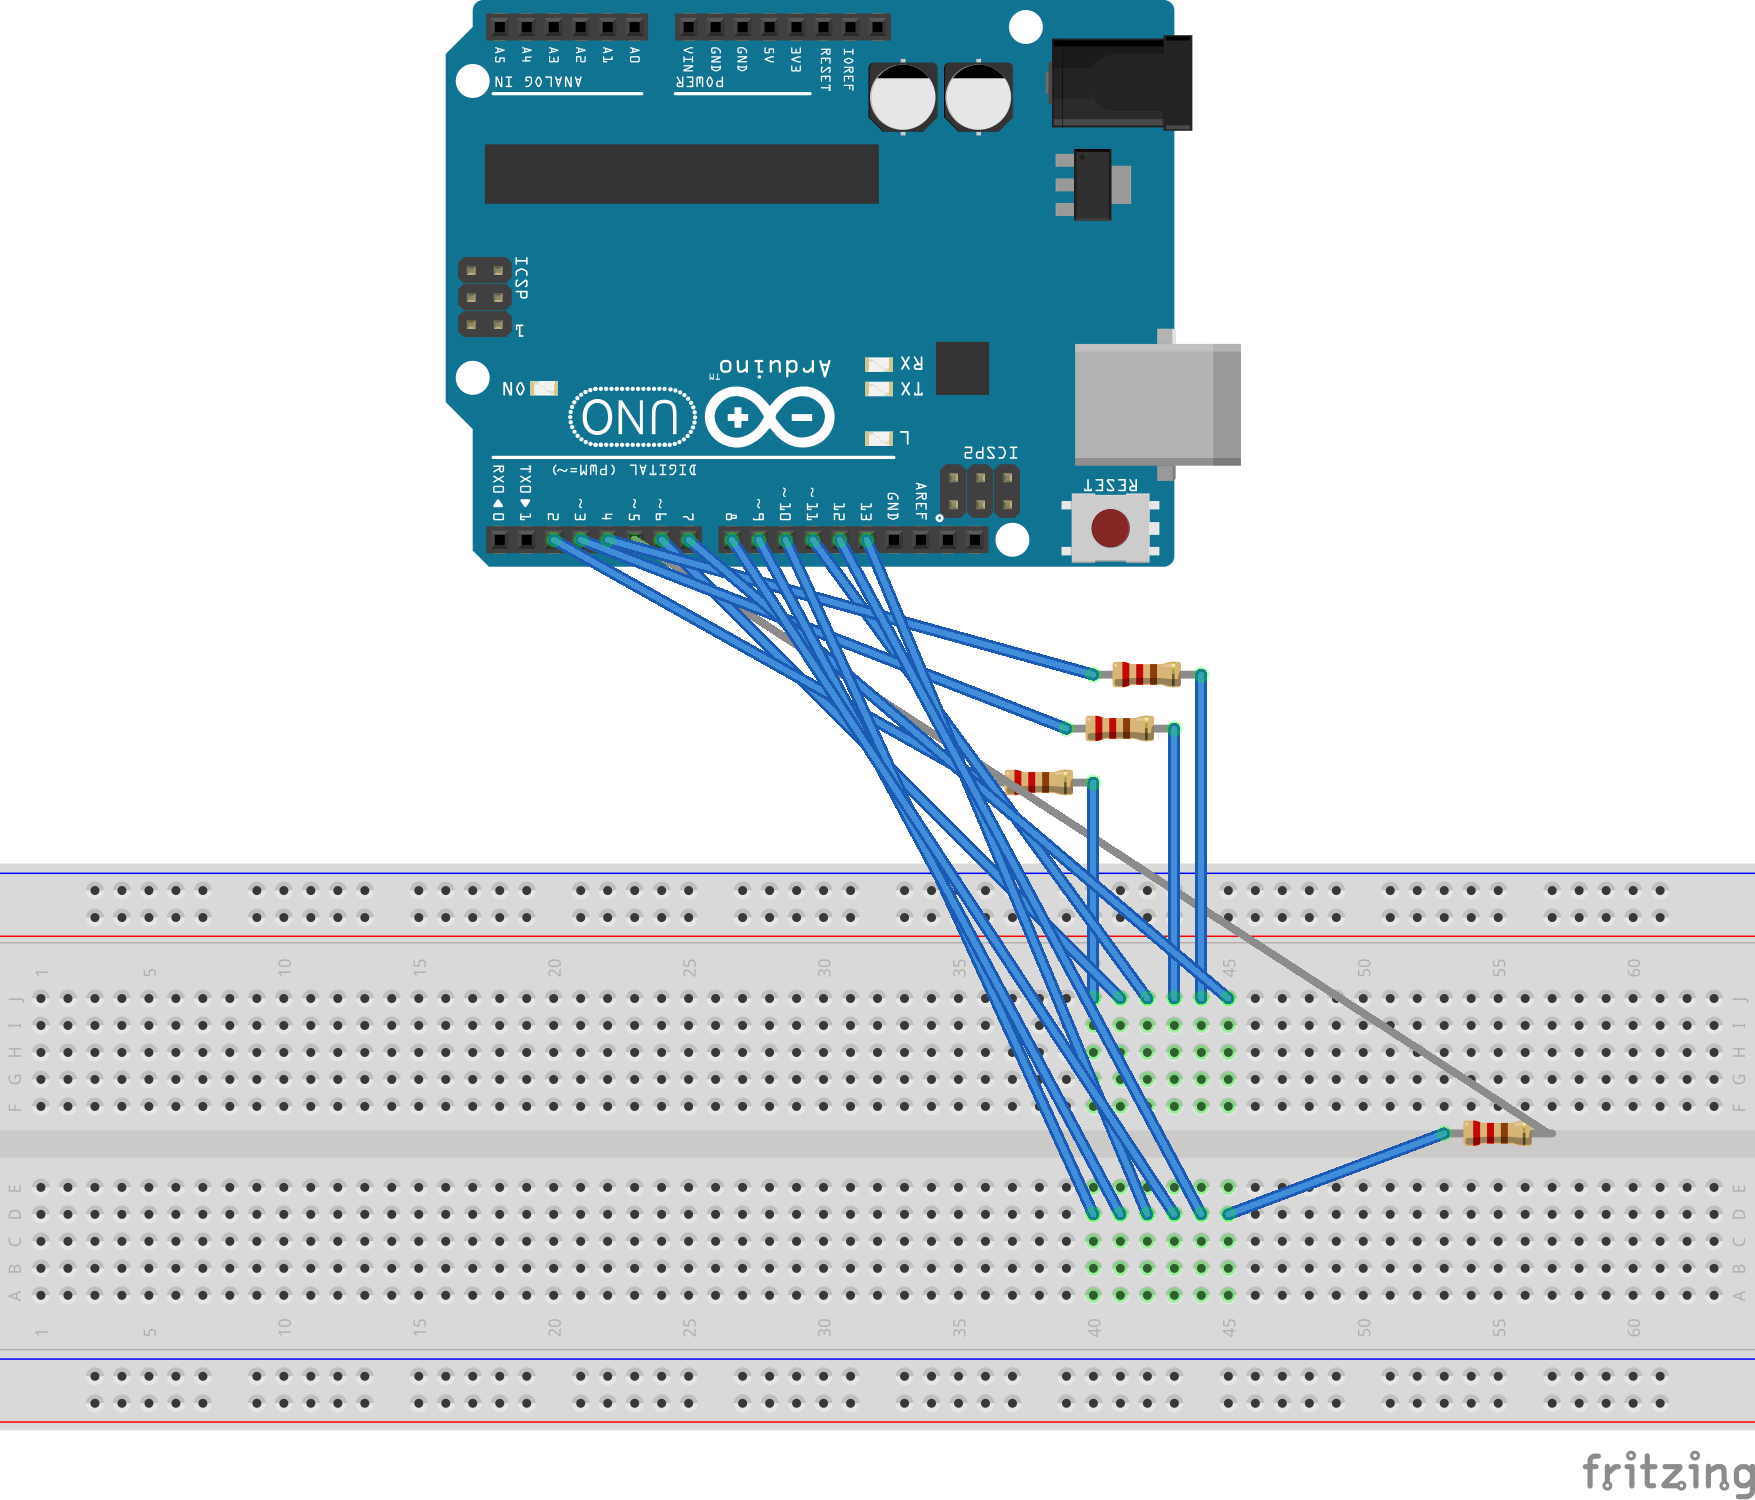 A5 A4 A3 A2 A1 A0
VIN GND GND 5V 3V3 RESET IOREF
ANALOG IN
POWER
ICSP
1
Arduino
TM
RX
TX
ON
UNO
L
ICSP2
RESET
DIGITAL (PWM=~)
RX0◀0 TX0▶1 2 ~3 4 ~5 ~6 7 8 ~9 ~10 ~11 12 13 GND AREF
1 5 10 15 20 25 30 35 45 50 55 60
J J
I I
H H
G G
F F
E E
D D
C C
B B
A A
1 5 10 15 20 25 30 35 40 45 50 55 60
fritzing